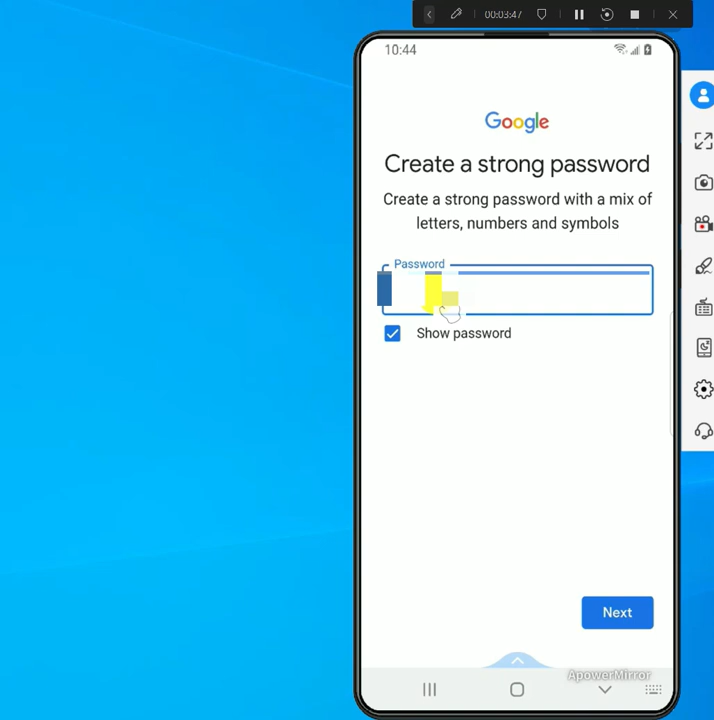 00:03:47
10:44
Google
Create a strong password
Create a strong password with a mix of
letters, numbers and symbols
Password
Show password
Next
ApowerMirror